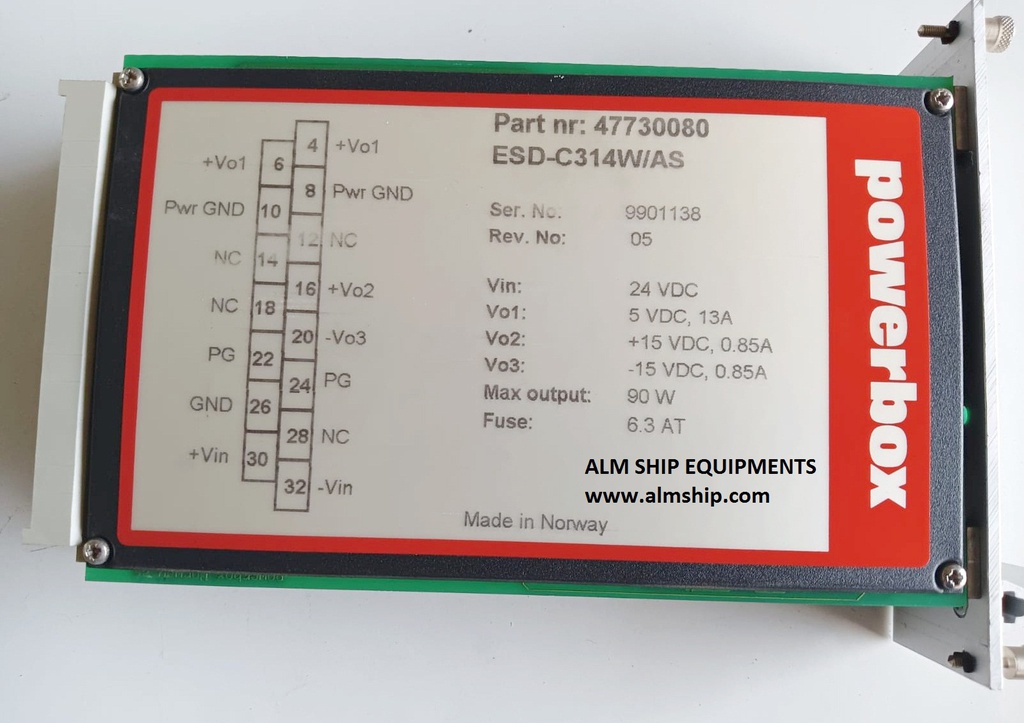 Part nr: 47730080
ESD-C314W/AS
Ser. No: 9901138
Rev. No: 05
Vin: 24 VDC
Vo1: 5 VDC, 13A
Vo2: +15 VDC, 0.85A
Vo3: -15 VDC, 0.85A
Max output: 90 W
Fuse: 6.3 AT
4 +Vo1
+Vo1 6
8 Pwr GND
Pwr GND 10
12 NC
NC 14
16 +Vo2
NC 18
20 -Vo3
PG 22
24 PG
GND 26
28 NC
+Vin 30
32 -Vin
Made in Norway
powerbox
ALM SHIP EQUIPMENTS
www.almship.com